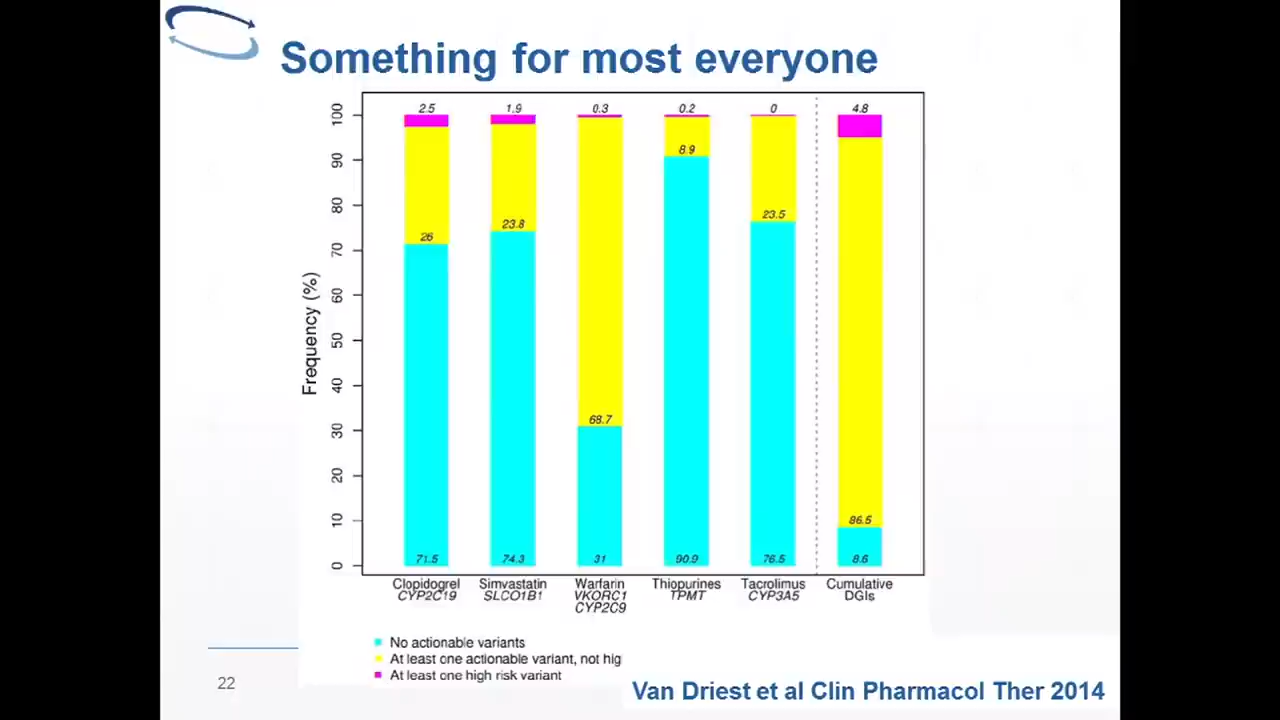 Something for most everyone
2.5 1.9 0.3 0.2 0 4.8
100
90
80
70
60
50
40
30
20
10
0
Frequency (%)
8.9
23.5
23.8
26
68.7
86.5
71.5 74.3 31 90.9 76.5 8.6
Clopidogrel Simvastatin Warfarin Thiopurines Tacrolimus Cumulative
CYP2C19 SLCO1B1 VKORC1 TPMT CYP3A5 DGIs
CYP2C9
No actionable variants
At least one actionable variant, not hig
At least one high risk variant
22
Van Driest et al Clin Pharmacol Ther 2014